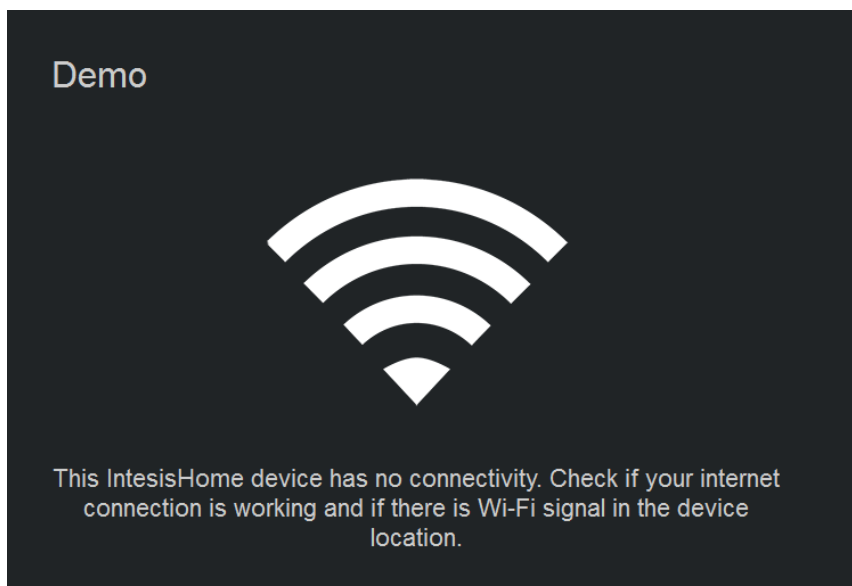 Demo
This IntesisHome device has no connectivity. Check if your internet
connection is working and if there is Wi-Fi signal in the device
location.